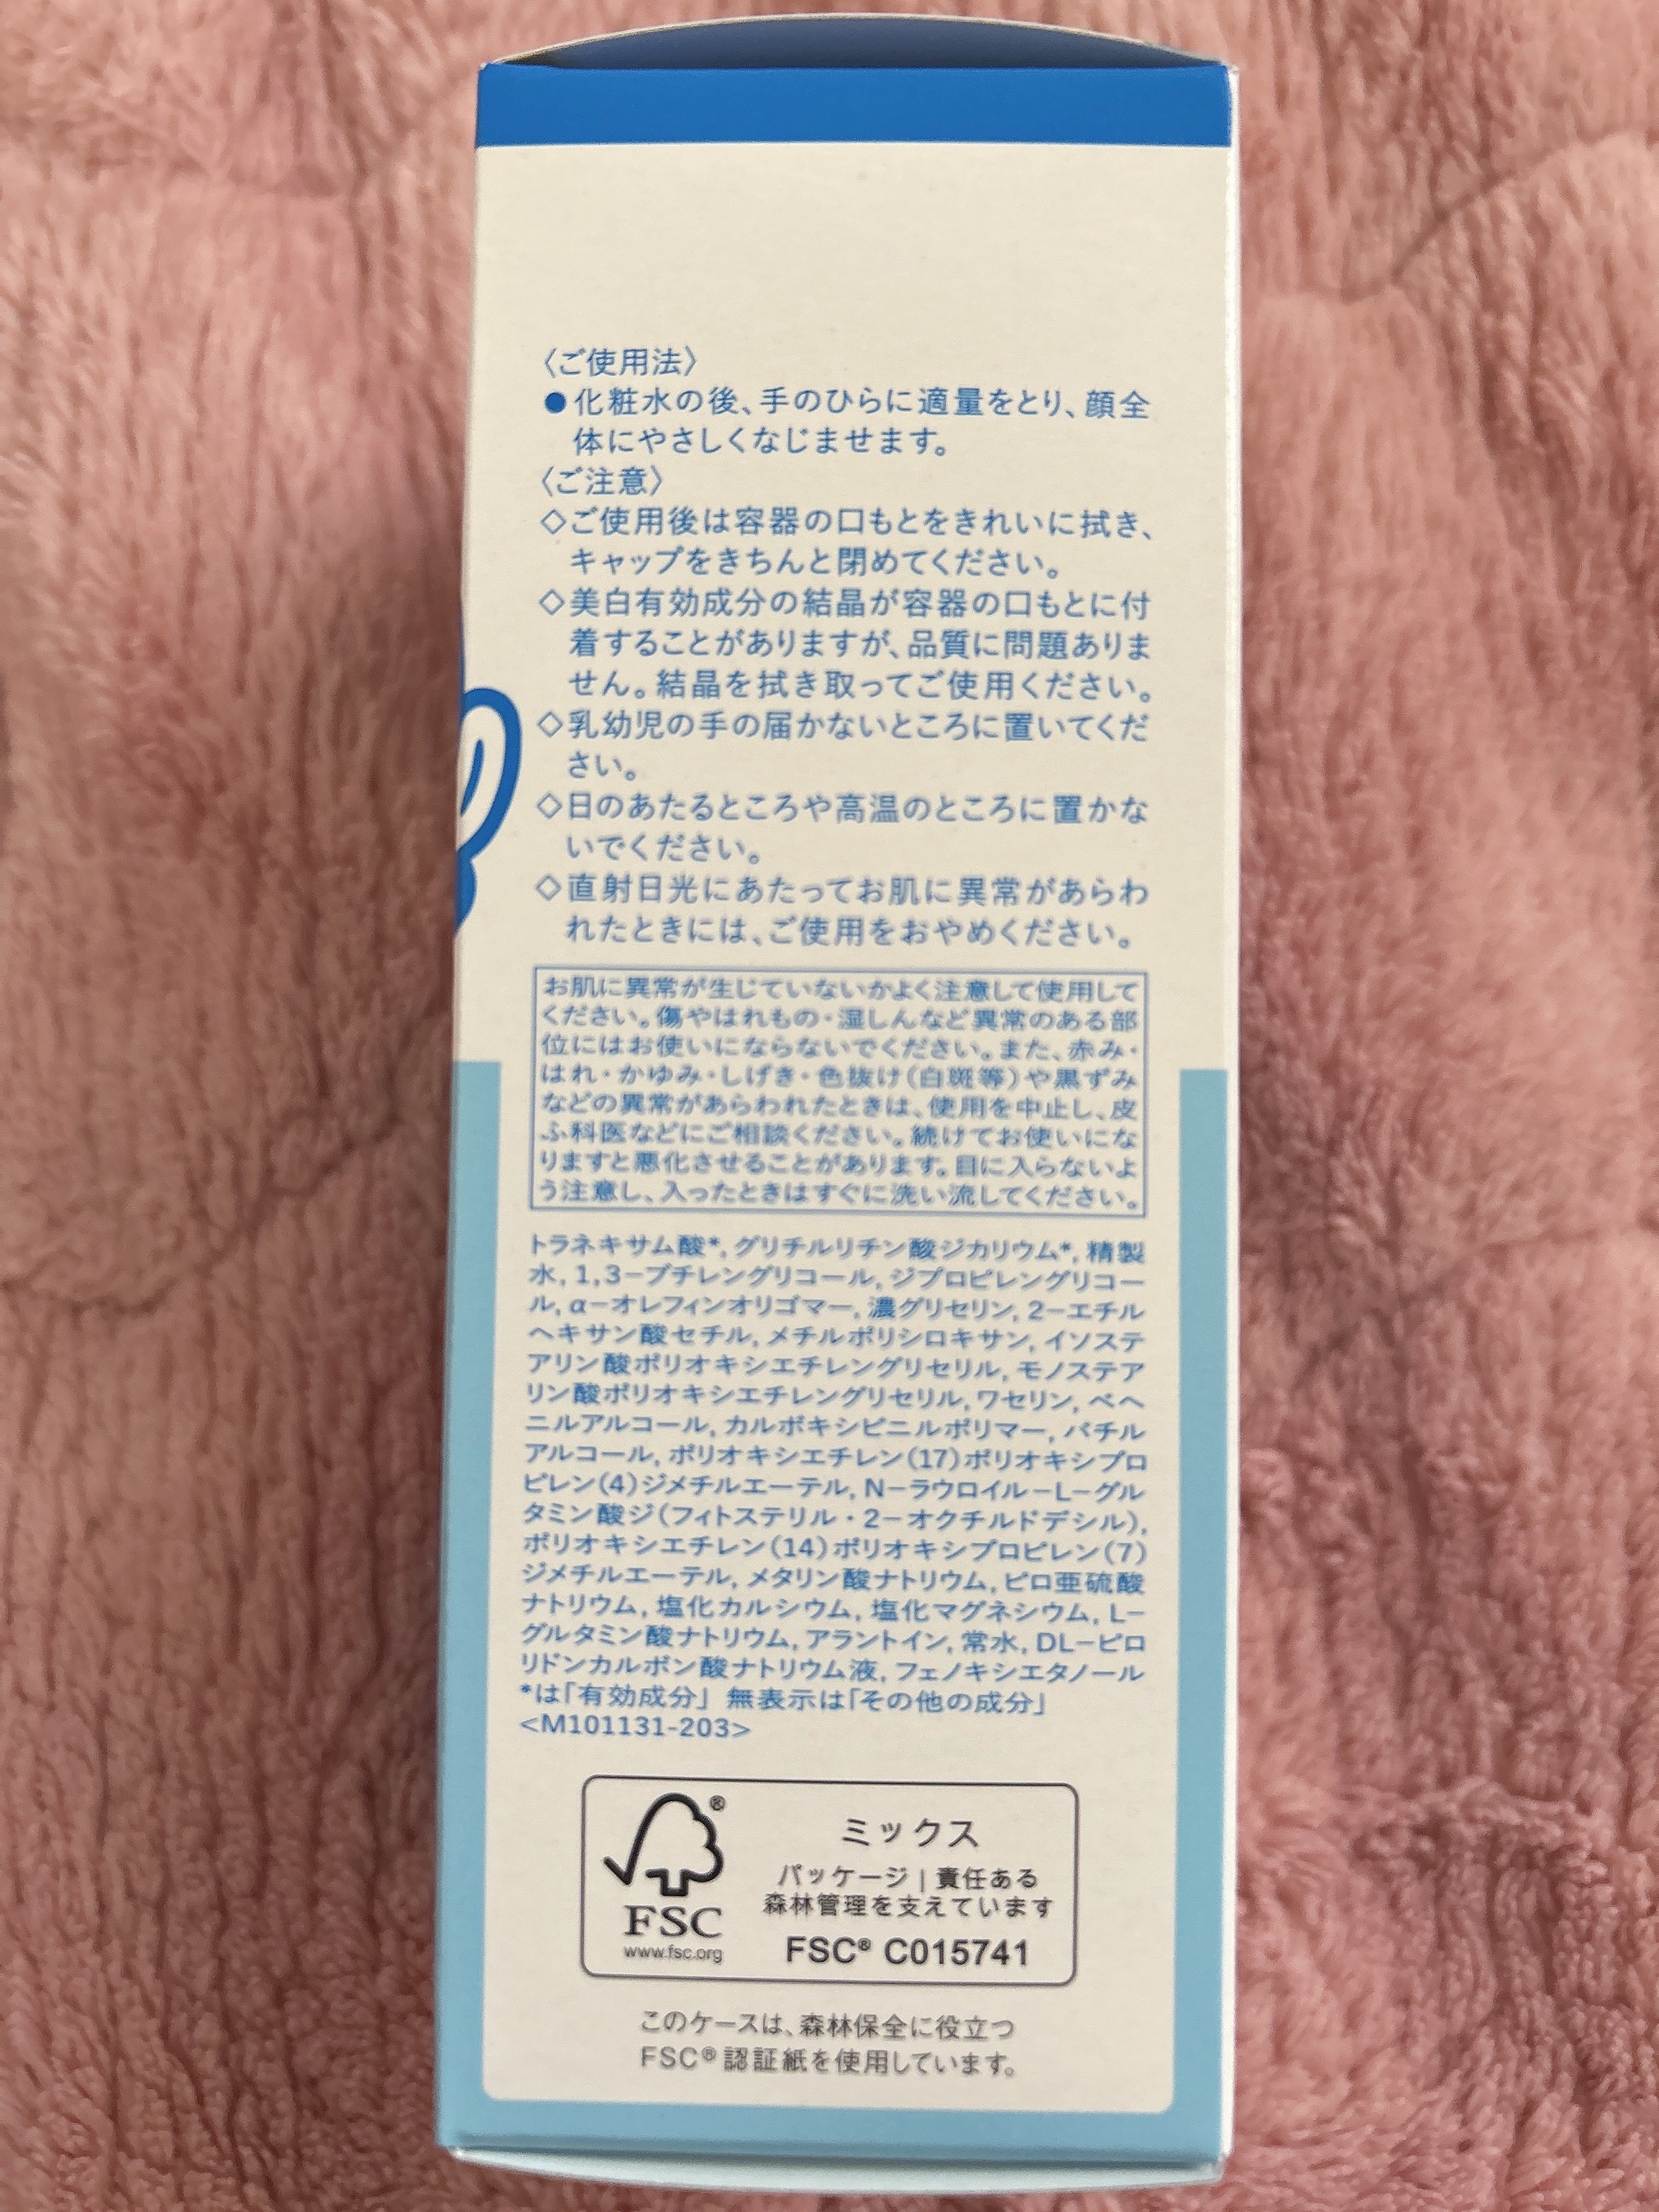 〈ご使用法〉
●化粧水の後、手のひらに適量をとり、顔全
体にやさしくなじませます。
〈ご注意〉
◇ご使用後は容器の口もとをきれいに拭き、
キャップをきちんと閉めてください。
◇美白有効成分の結晶が容器の口もとに付
着することがありますが、品質に問題ありま
せん。結晶を拭き取ってご使用ください。
◇乳幼児の手の届かないところに置いてくだ
さい。
◇日のあたるところや高温のところに置かな
いでください。
◇直射日光にあたってお肌に異常があらわ
れたときには、ご使用をおやめください。
お肌に異常が生じていないかよく注意して使用して
ください。傷やはれもの・湿しんなど異常のある部
位にはお使いにならないでください。また、赤み・
はれ・かゆみ・しげき・色抜け(白斑等)や黒ずみ
などの異常があらわれたときは、使用を中止し、皮
ふ科医などにご相談ください。続けてお使いにな
りますと悪化させることがあります。目に入らないよ
う注意し、入ったときはすぐに洗い流してください。
トラネキサム酸*, グリチルリチン酸ジカリウム*, 精製
水, 1,3−ブチレングリコール, ジプロピレングリコー
ル, α−オレフィンオリゴマー, 濃グリセリン, 2−エチル
ヘキサン酸セチル, メチルポリシロキサン, イソステ
アリン酸ポリオキシエチレングリセリル, モノステア
リン酸ポリオキシエチレングリセリル, ワセリン, ベヘ
ニルアルコール, カルボキシビニルポリマー, バチル
アルコール, ポリオキシエチレン(17)ポリオキシプロ
ピレン(4)ジメチルエーテル, N−ラウロイル−L−グル
タミン酸ジ(フィトステリル・2−オクチルドデシル),
ポリオキシエチレン(14)ポリオキシプロピレン(7)
ジメチルエーテル, メタリン酸ナトリウム, ピロ亜硫酸
ナトリウム, 塩化カルシウム, 塩化マグネシウム, L−
グルタミン酸ナトリウム, アラントイン, 常水, DL−ピロ
リドンカルボン酸ナトリウム液, フェノキシエタノール
*は「有効成分」 無表示は「その他の成分」
<M101131-203>
®
FSC
www.fsc.org
ミックス
パッケージ | 責任ある
森林管理を支えています
FSC® C015741
このケースは、森林保全に役立つ
FSC®認証紙を使用しています。